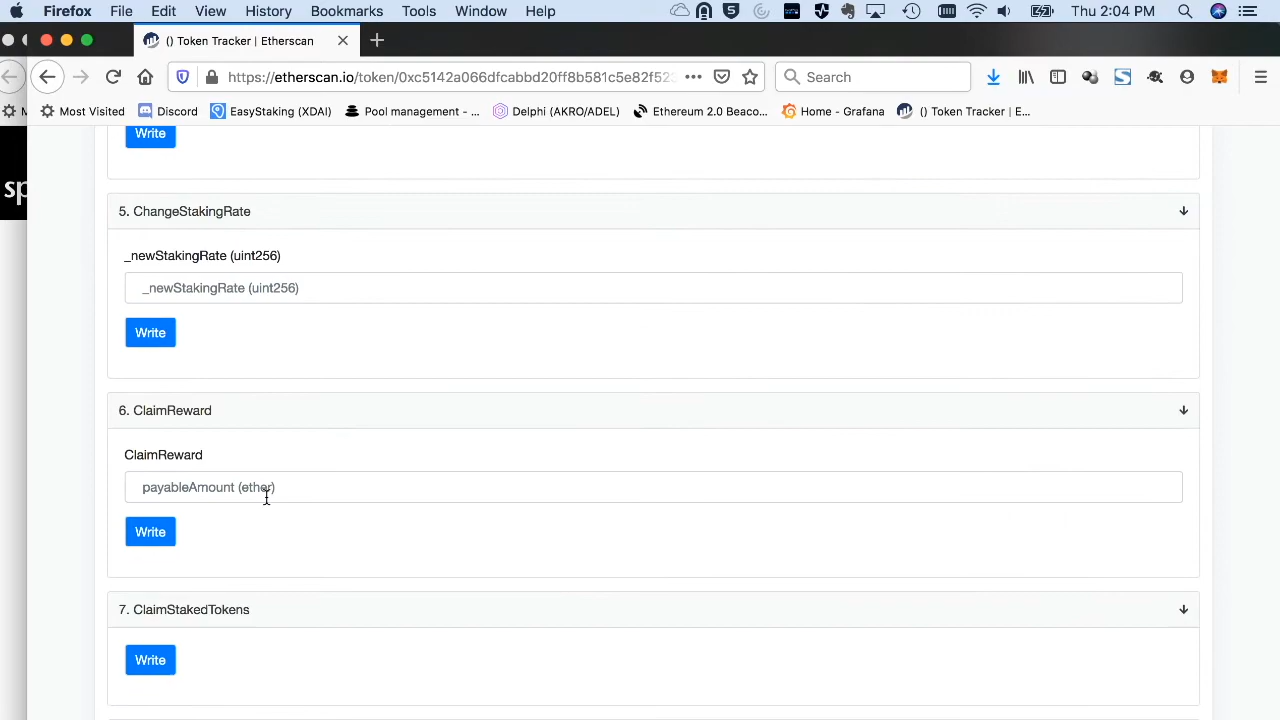 Firefox File Edit View History Bookmarks Tools Window Help Thu 2:04 PM
() Token Tracker | Etherscan
https://etherscan.io/token/0xc5142a066dfcabbd20ff8b581c5e82f523 Search
Most Visited Discord EasyStaking (XDAI) Pool management - ... Delphi (AKRO/ADEL) Ethereum 2.0 Beaco... Home - Grafana () Token Tracker | E...
sp
Write
5. ChangeStakingRate
_newStakingRate (uint256)
_newStakingRate (uint256)
Write
6. ClaimReward
ClaimReward
payableAmount (ether)
Write
7. ClaimStakedTokens
Write